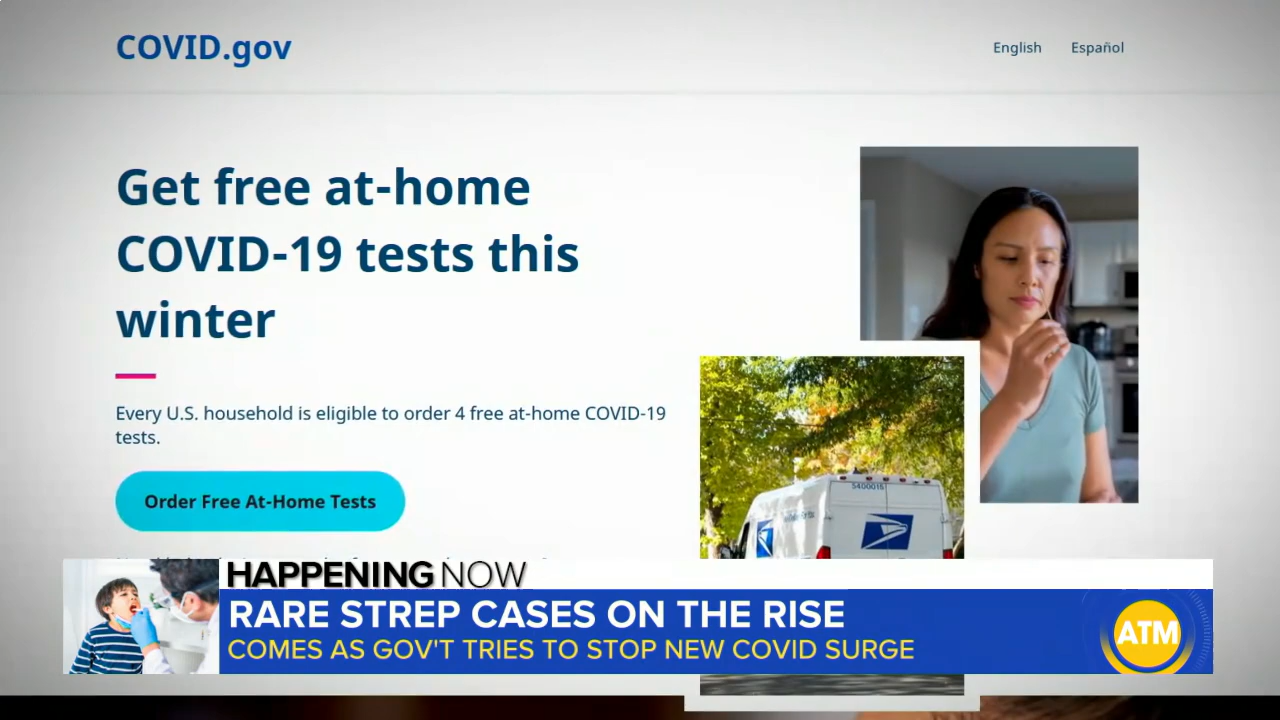 COVID.gov
English Español
Get free at-home
COVID-19 tests this
winter
Every U.S. household is eligible to order 4 free at-home COVID-19
tests.
Order Free At-Home Tests
5400015
HAPPENING NOW
RARE STREP CASES ON THE RISE
COMES AS GOV'T TRIES TO STOP NEW COVID SURGE
ATM